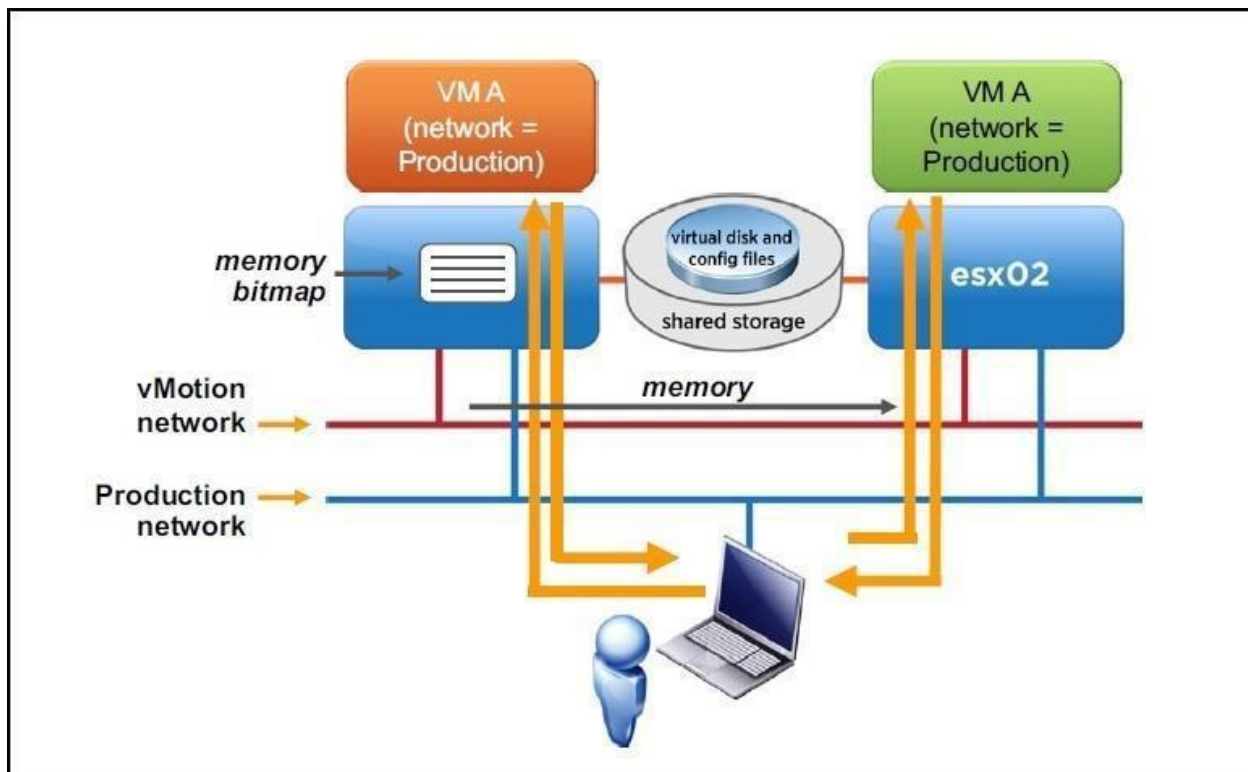 VM A
(network =
Production)
VM A
(network =
Production)
memory
bitmap
virtual disk and
config files
shared storage
esx02
vMotion
network
memory
Production
network